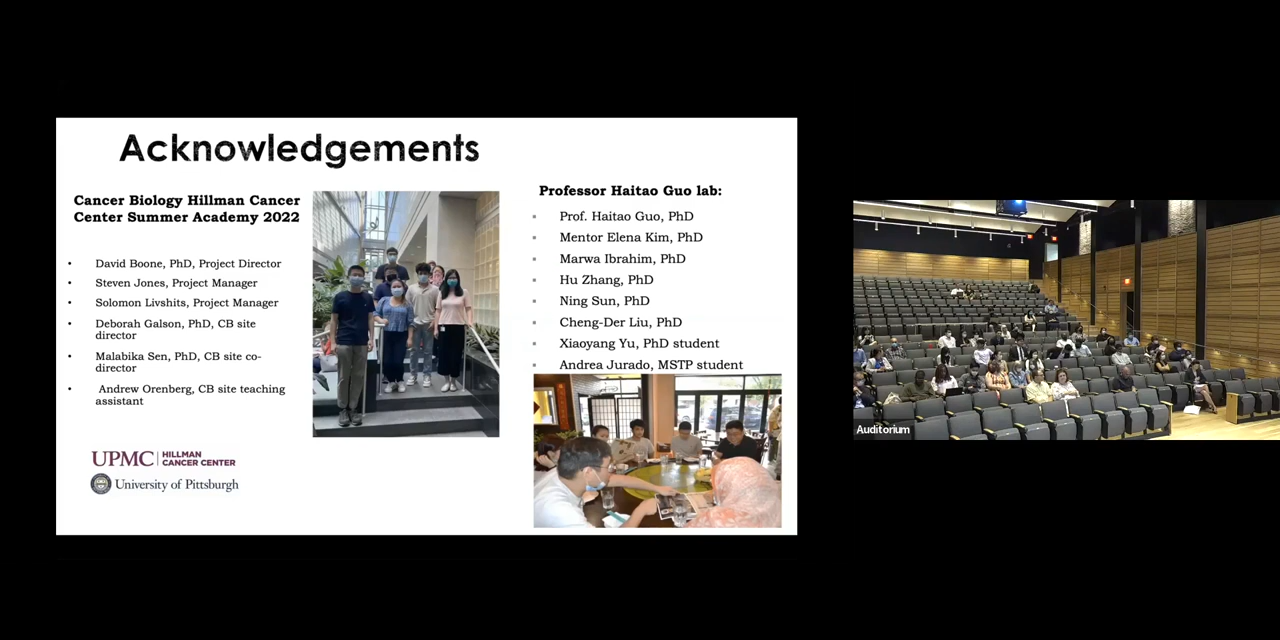 Acknowledgements
Cancer Biology Hillman Cancer
Center Summer Academy 2022
• David Boone, PhD, Project Director
• Steven Jones, Project Manager
• Solomon Livshits, Project Manager
• Deborah Galson, PhD, CB site
director
• Malabika Sen, PhD, CB site co-
director
• Andrew Orenberg, CB site teaching
assistant
UPMC | HILLMAN
CANCER CENTER
University of Pittsburgh
Professor Haitao Guo lab:
▪ Prof. Haitao Guo, PhD
▪ Mentor Elena Kim, PhD
▪ Marwa Ibrahim, PhD
▪ Hu Zhang, PhD
▪ Ning Sun, PhD
▪ Cheng-Der Liu, PhD
▪ Xiaoyang Yu, PhD student
▪ Andrea Jurado, MSTP student
Auditorium